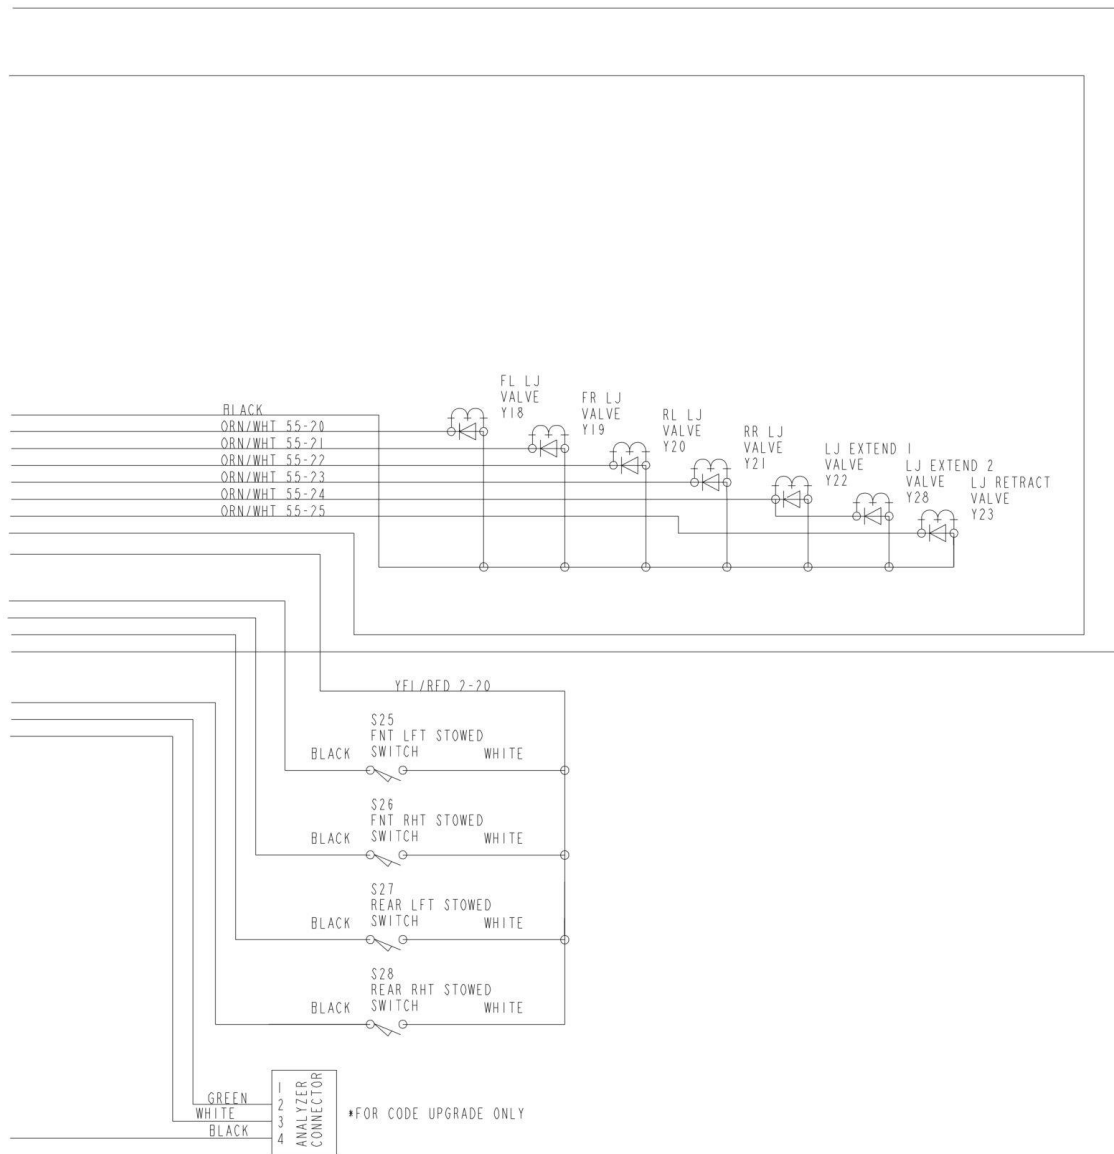 FL LJ
VALVE
Y18
FR LJ
VALVE
Y19
RL LJ
VALVE
Y20
RR LJ
VALVE
Y21
LJ EXTEND 1
VALVE
Y22
LJ EXTEND 2
VALVE
Y28
LJ RETRACT
VALVE
Y23
BLACK
ORN/WHT 55-20
ORN/WHT 55-21
ORN/WHT 55-22
ORN/WHT 55-23
ORN/WHT 55-24
ORN/WHT 55-25
YEL/RED 2-20
S25
FNT LFT STOWED
BLACK SWITCH WHITE
S26
FNT RHT STOWED
BLACK SWITCH WHITE
S27
REAR LFT STOWED
BLACK SWITCH WHITE
S28
REAR RHT STOWED
BLACK SWITCH WHITE
GREEN
WHITE
BLACK
1
2
3
4
ANALYZER
CONNECTOR
*FOR CODE UPGRADE ONLY